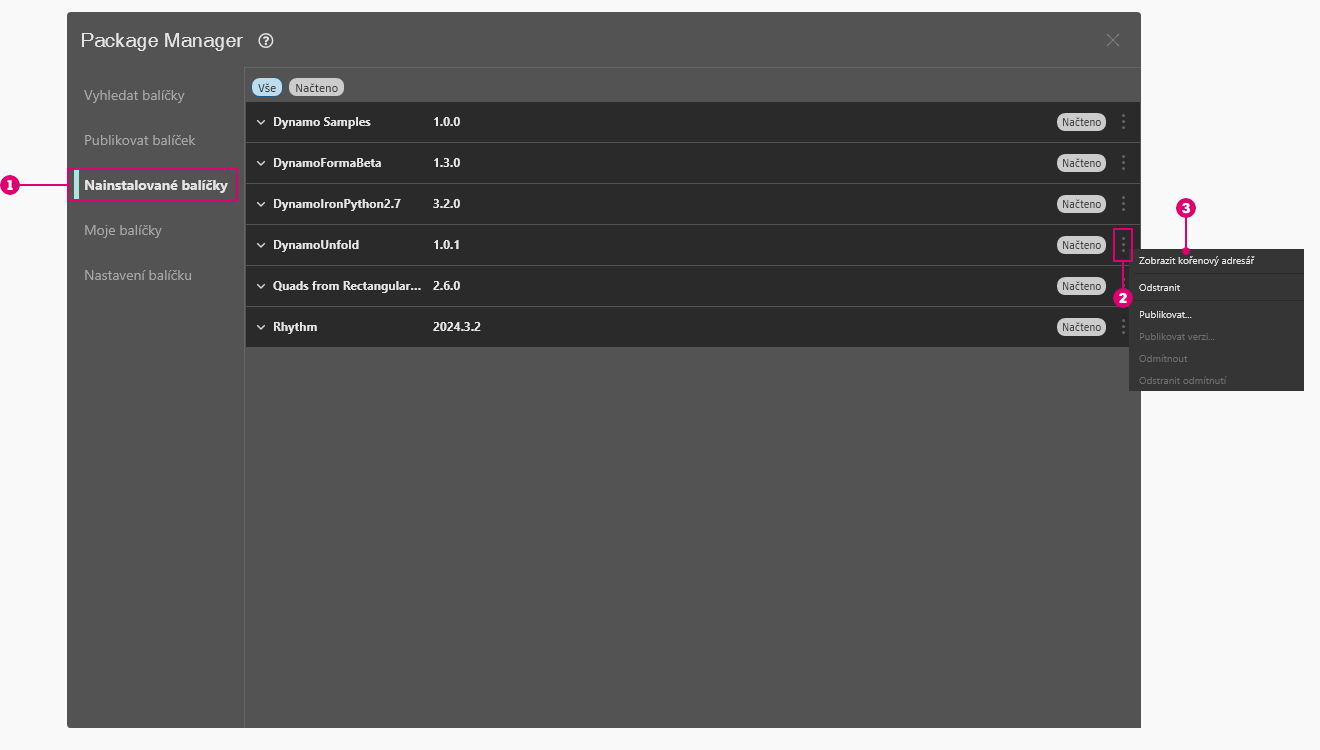 Package Manager
Vyhledat balíčky
Publikovat balíček
Nainstalované balíčky
Moje balíčky
Nastavení balíčku
Vše Načteno
Dynamo Samples 1.0.0 Načteno
DynamoFormaBeta 1.3.0 Načteno
DynamoIronPython2.7 3.2.0 Načteno
DynamoUnfold 1.0.1 Načteno
Quads from Rectangular... 2.6.0 Načteno
Rhythm 2024.3.2 Načteno
1
2
3
Zobrazit kořenový adresář
Odstranit
Publikovat...
Publikovat verzi...
Odmítnout
Odstranit odmítnutí